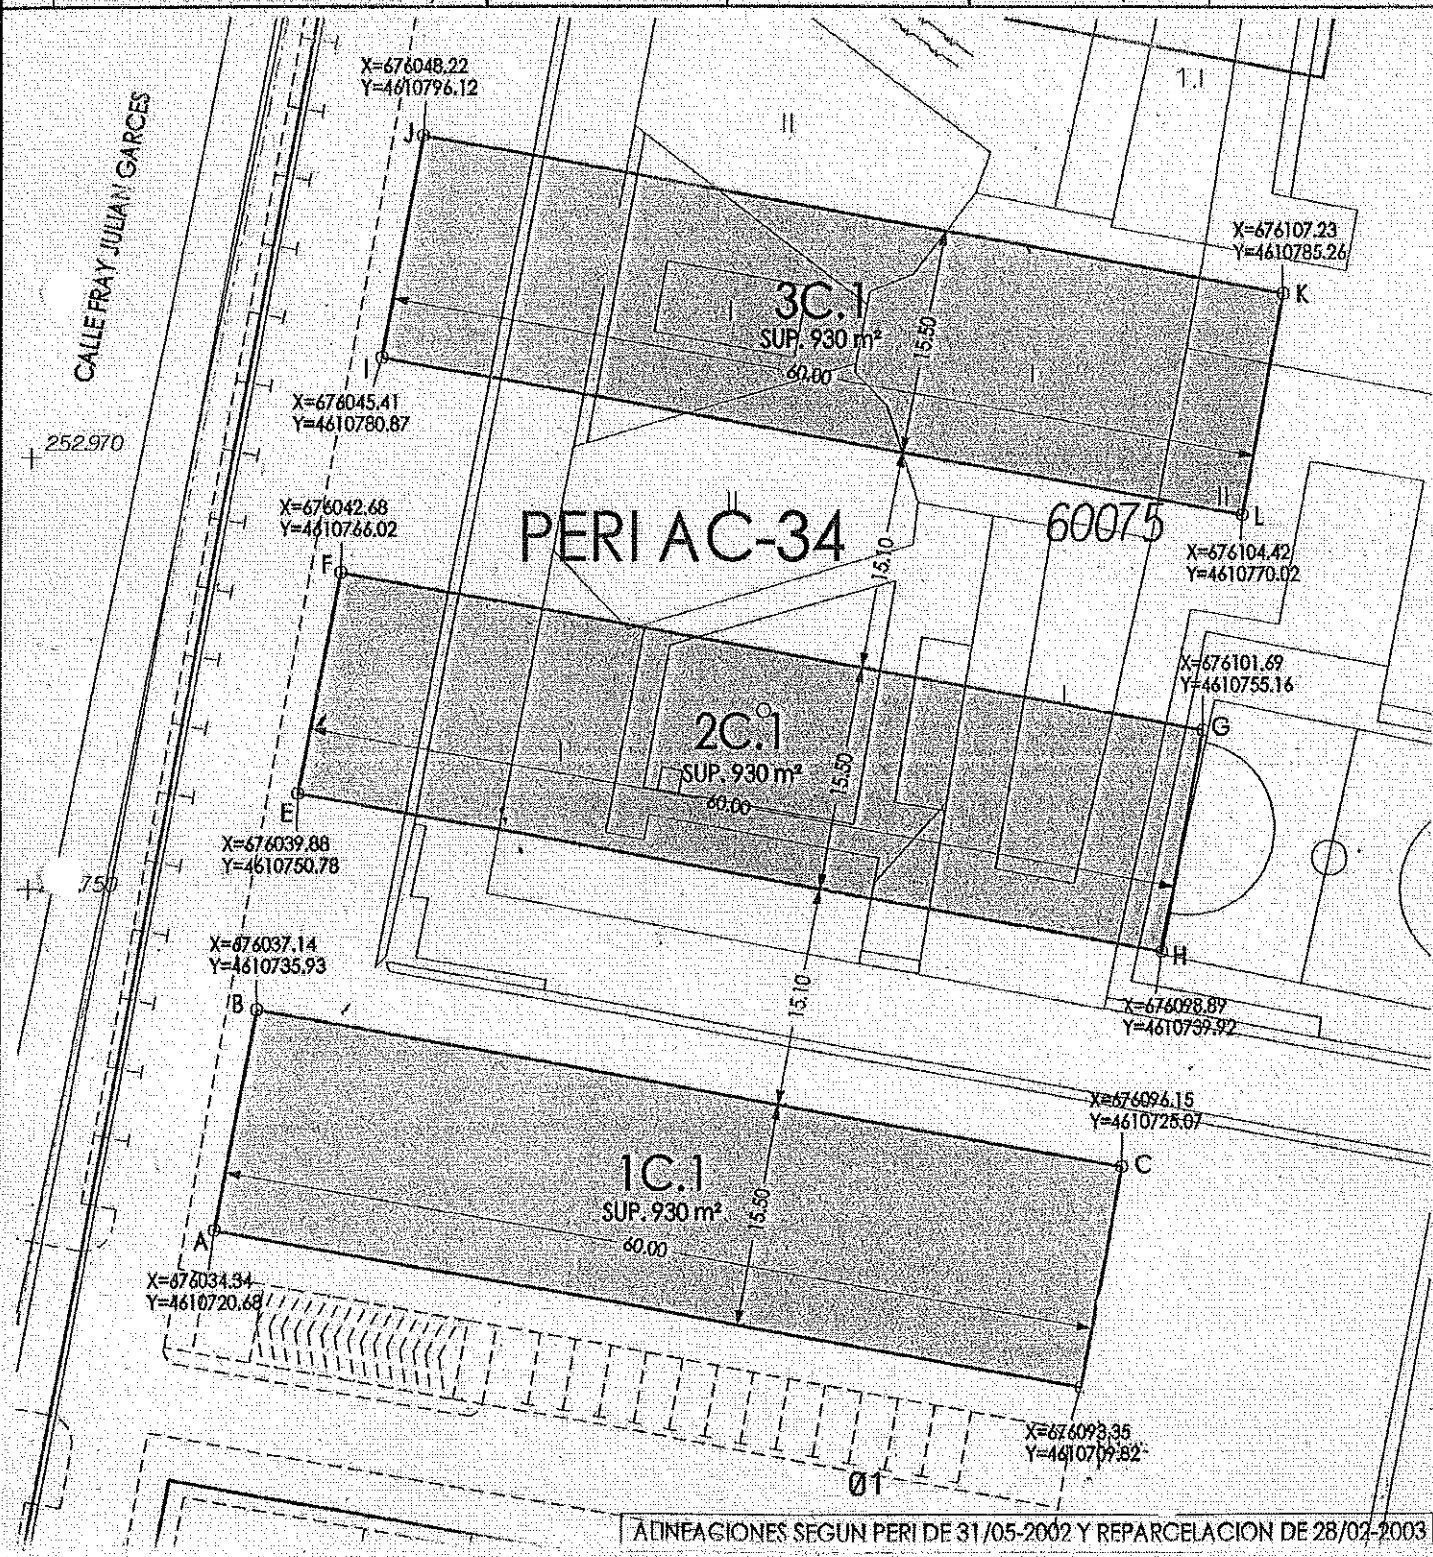 X=676048.22
Y=4610796.12
J
1.I
II
CALLE FRAY JULIAN GARCES
X=676107.23
Y=4610785.26
K
3C.1
SUP. 930 m²
I
15.50
60.00
I
I
X=676045.41
Y=4610780.87
252.970
X=676042.68
Y=4610766.02
F
PERI AC-34
II
60075
II
L
X=676104.42
Y=4610770.02
15.10
X=676101.69
Y=4610755.16
G
I
2C.1
SUP. 930 m²
I
15.50
60.00
E
X=676039.88
Y=4610750.78
.750
X=676037.14
Y=4610735.93
B
H
X=676098.89
Y=4610739.92
15.10
X=676096.15
Y=4610725.07
C
1C.1
SUP. 930 m²
15.50
60.00
A
X=676034.34
Y=4610720.68
X=676093.35
Y=4610709.82
01
ALINEACIONES SEGUN PERI DE 31/05-2002 Y REPARCELACION DE 28/02-2003